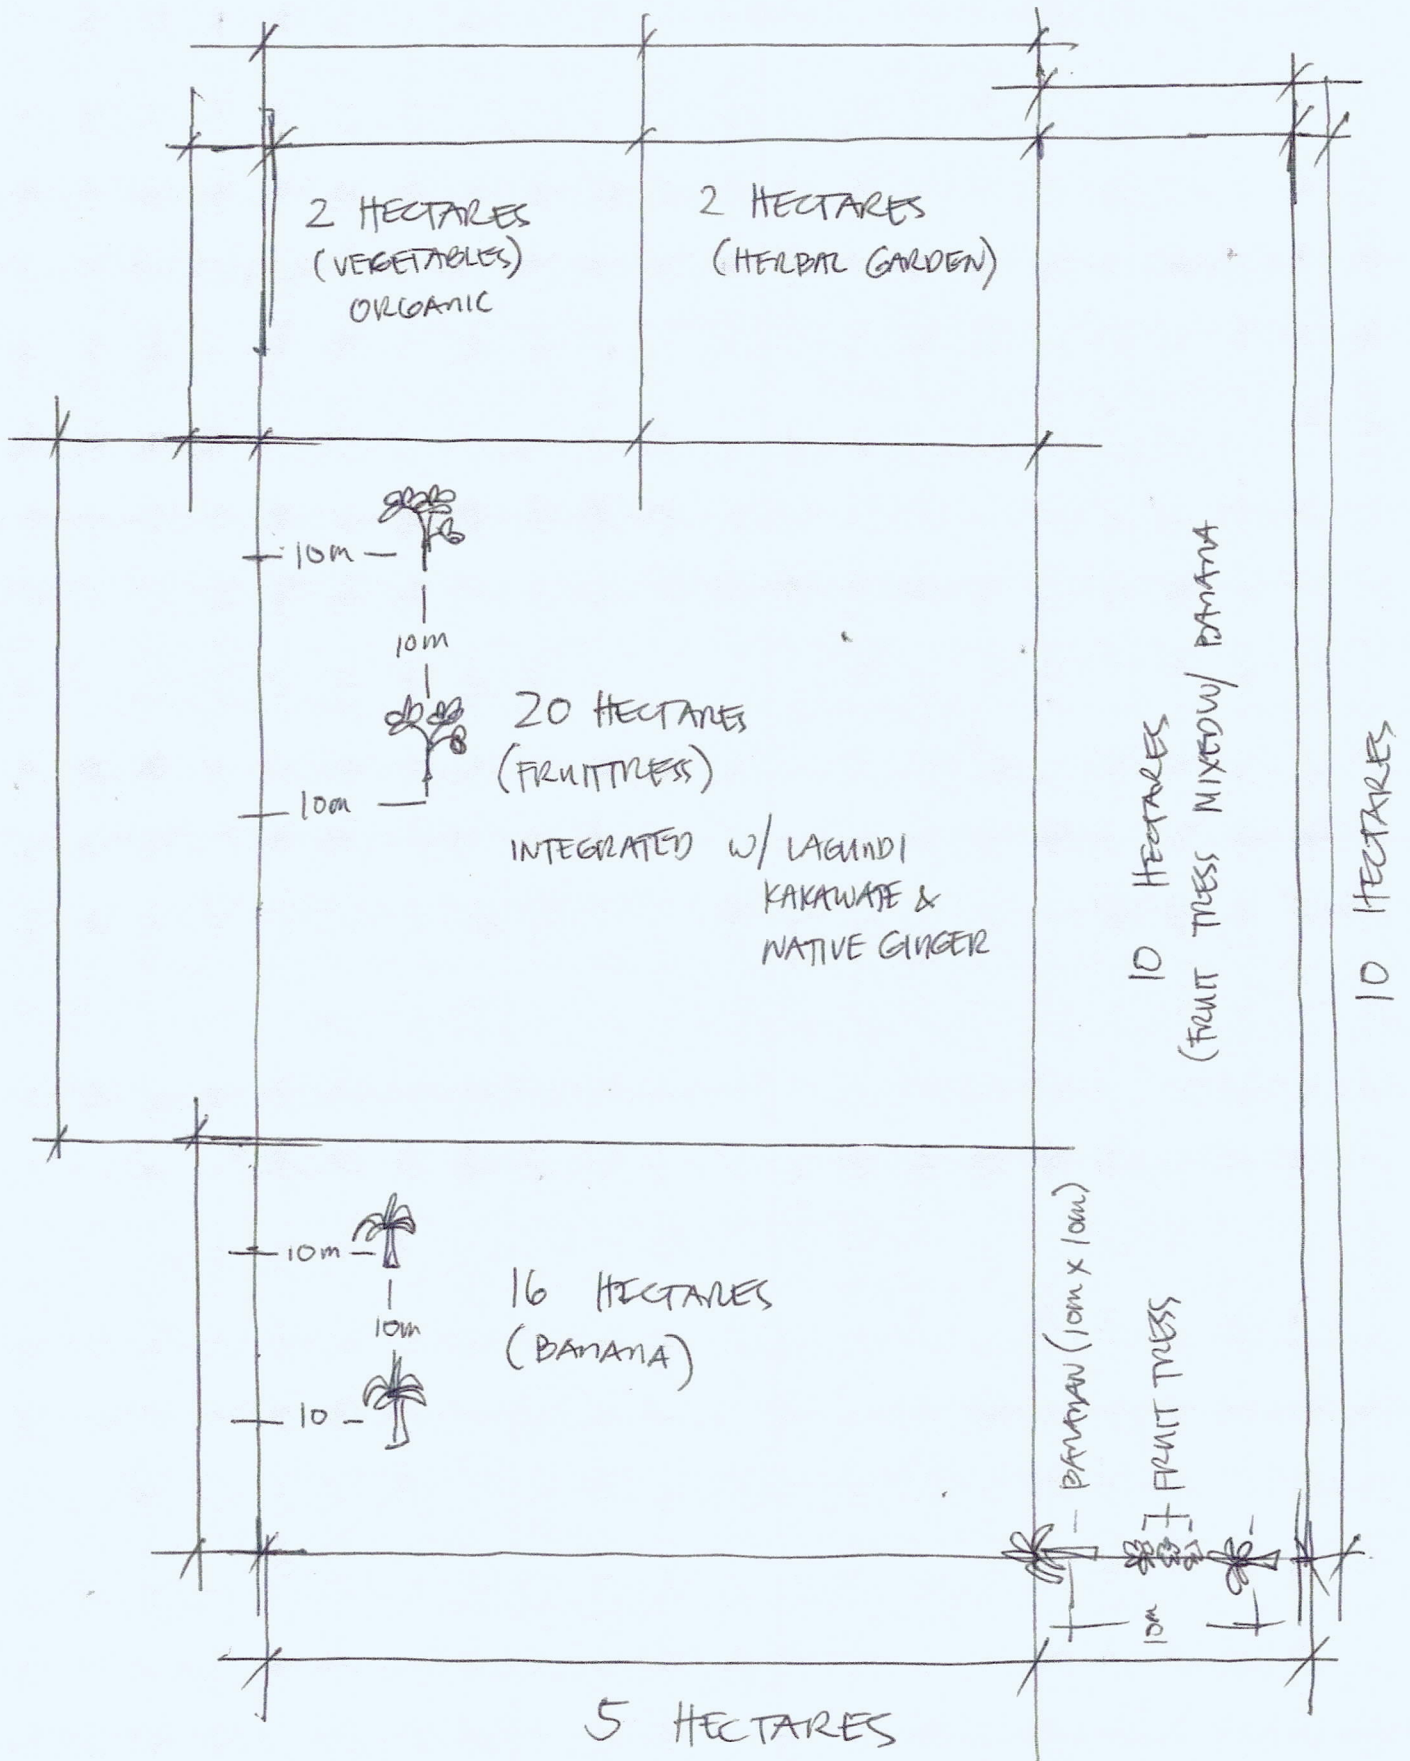 2 HECTARES
(VEGETABLES)
ORGANIC
2 HECTARES
(HERBAL GARDEN)
10m
10m
10m
20 HECTARES
(FRUITTRESS)
INTEGRATED W/ LAGUNDI
KAKAWATE &
NATIVE GINGER
10 HECTARES
(FRUIT TRESS MIXEDW/ BANANA
10 HECTARES
10m
10m
10
16 HECTARES
(BANANA)
BANANAN (10m x 10m)
FRUIT TRESS
10m
5 HECTARES